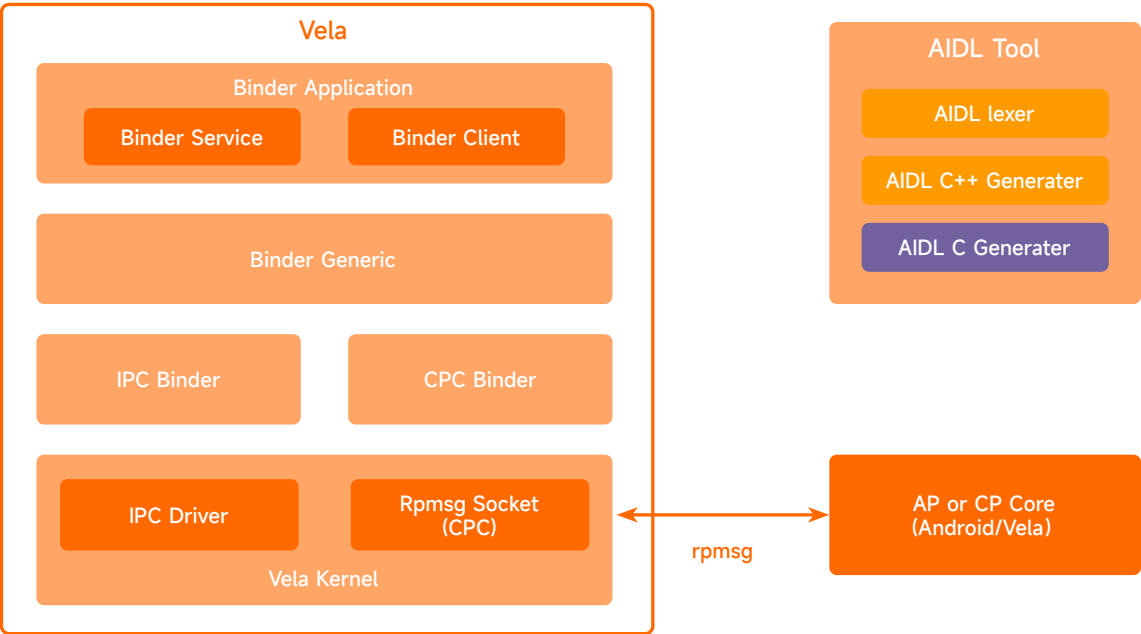 Vela
Binder Application
Binder Service
Binder Client
Binder Generic
IPC Binder
CPC Binder
IPC Driver
Rpmsg Socket
(CPC)
Vela Kernel
rpmsg
AIDL Tool
AIDL lexer
AIDL C++ Generater
AIDL C Generater
AP or CP Core
(Android/Vela)